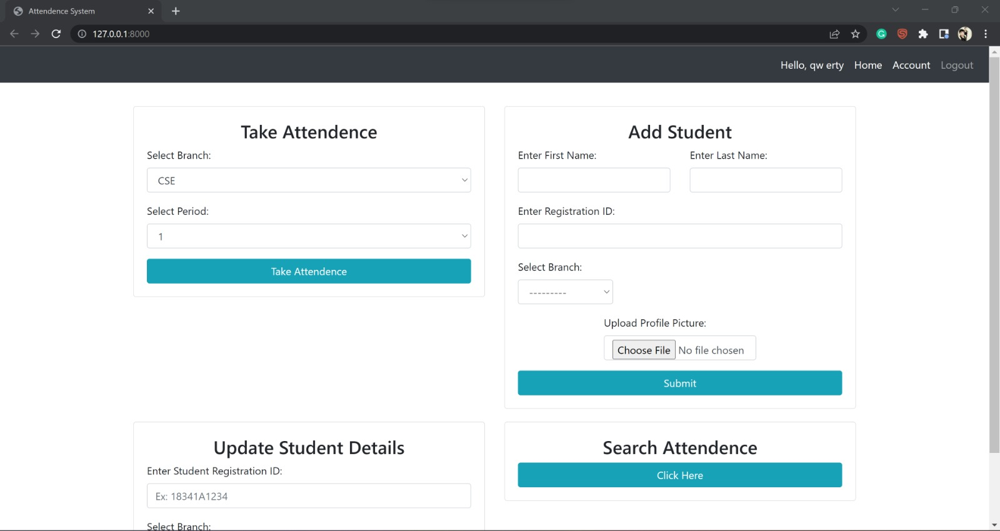 Attendence System
127.0.0.1:8000
Hello, qw erty Home Account Logout
Take Attendence
Select Branch:
CSE
Select Period:
1
Take Attendence
Add Student
Enter First Name: Enter Last Name:
Enter Registration ID:
Select Branch:
---------
Upload Profile Picture:
Choose File No file chosen
Submit
Update Student Details
Enter Student Registration ID:
Ex: 18341A1234
Select Branch:
Search Attendence
Click Here